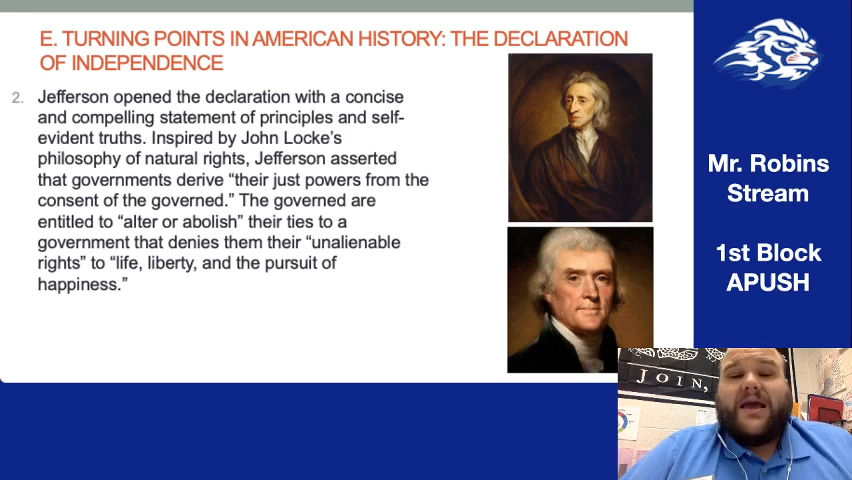 E. TURNING POINTS IN AMERICAN HISTORY: THE DECLARATION
OF INDEPENDENCE
2. Jefferson opened the declaration with a concise
and compelling statement of principles and self-
evident truths. Inspired by John Locke's
philosophy of natural rights, Jefferson asserted
that governments derive “their just powers from the
consent of the governed.” The governed are
entitled to “alter or abolish” their ties to a
government that denies them their “unalienable
rights” to “life, liberty, and the pursuit of
happiness.”
Mr. Robins
Stream
1st Block
APUSH
JOIN,